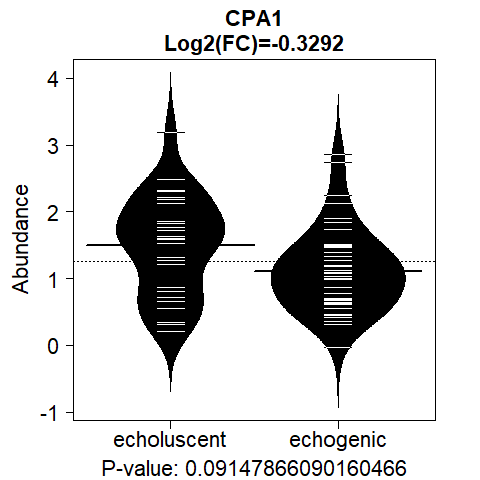 CPA1
Log2(FC)=-0.3292
Abundance
4
3
2
1
0
-1
echoluscent echogenic
P-value: 0.09147866090160466